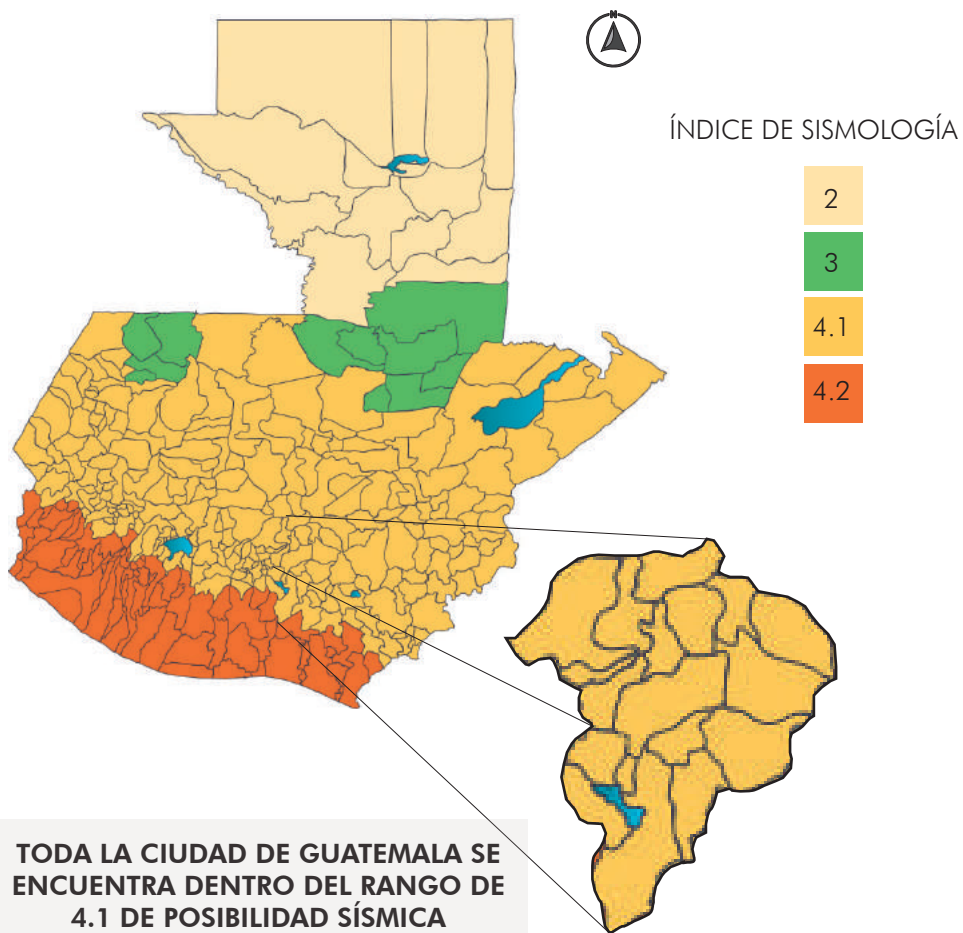 N
ÍNDICE DE SISMOLOGÍA
2
3
4.1
4.2
TODA LA CIUDAD DE GUATEMALA SE
ENCUENTRA DENTRO DEL RANGO DE
4.1 DE POSIBILIDAD SÍSMICA